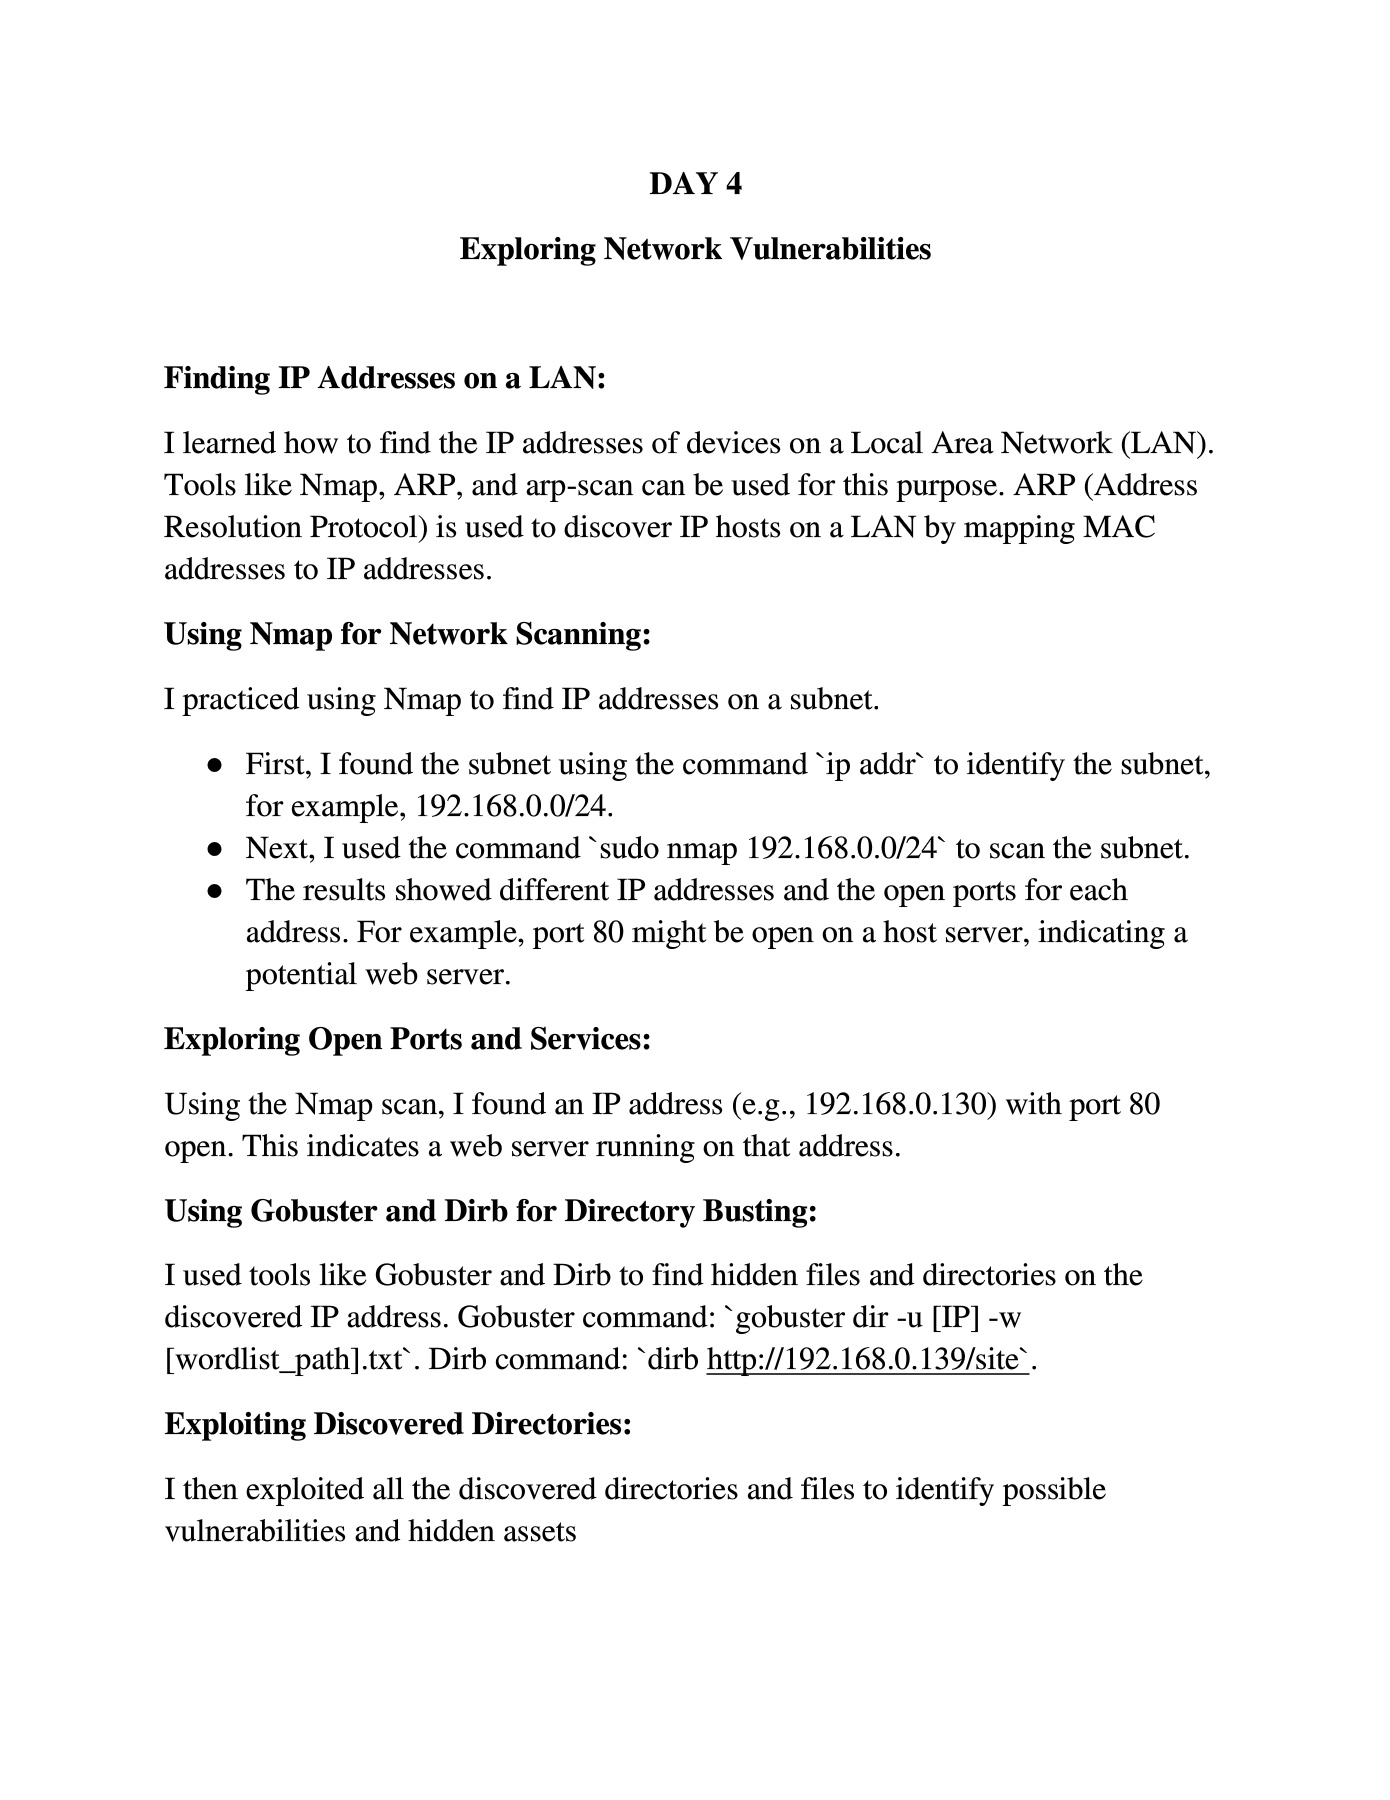 DAY 4
Exploring Network Vulnerabilities
Finding IP Addresses on a LAN:
I learned how to find the IP addresses of devices on a Local Area Network (LAN).
Tools like Nmap, ARP, and arp-scan can be used for this purpose. ARP (Address
Resolution Protocol) is used to discover IP hosts on a LAN by mapping MAC
addresses to IP addresses.
Using Nmap for Network Scanning:
I practiced using Nmap to find IP addresses on a subnet.
● First, I found the subnet using the command `ip addr` to identify the subnet,
for example, 192.168.0.0/24.
● Next, I used the command `sudo nmap 192.168.0.0/24` to scan the subnet.
● The results showed different IP addresses and the open ports for each
address. For example, port 80 might be open on a host server, indicating a
potential web server.
Exploring Open Ports and Services:
Using the Nmap scan, I found an IP address (e.g., 192.168.0.130) with port 80
open. This indicates a web server running on that address.
Using Gobuster and Dirb for Directory Busting:
I used tools like Gobuster and Dirb to find hidden files and directories on the
discovered IP address. Gobuster command: `gobuster dir -u [IP] -w
[wordlist_path].txt`. Dirb command: `dirb http://192.168.0.139/site`.
Exploiting Discovered Directories:
I then exploited all the discovered directories and files to identify possible
vulnerabilities and hidden assets